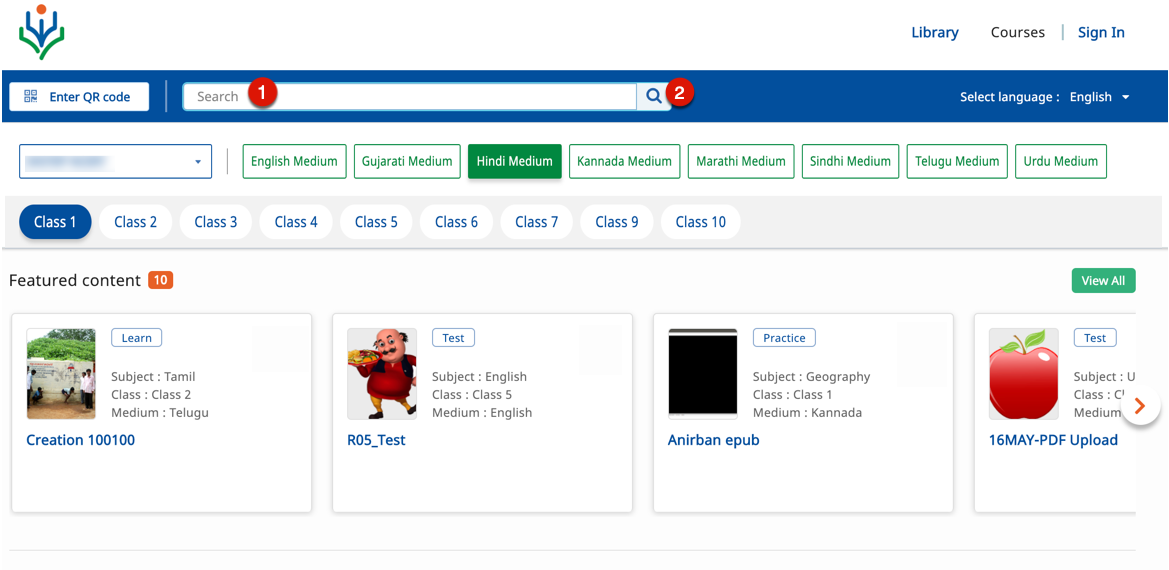 Library Courses | Sign In
Enter QR code Search 1 2 Select language : English
English Medium Gujarati Medium Hindi Medium Kannada Medium Marathi Medium Sindhi Medium Telugu Medium Urdu Medium
Class 1 Class 2 Class 3 Class 4 Class 5 Class 6 Class 7 Class 9 Class 10
Featured content 10 View All
Learn
Subject : Tamil
Class : Class 2
Medium : Telugu
Creation 100100
Test
Subject : English
Class : Class 5
Medium : English
R05_Test
Practice
Subject : Geography
Class : Class 1
Medium : Kannada
Anirban epub
Test
Subject : U
Class :
Medium
16MAY-PDF Upload